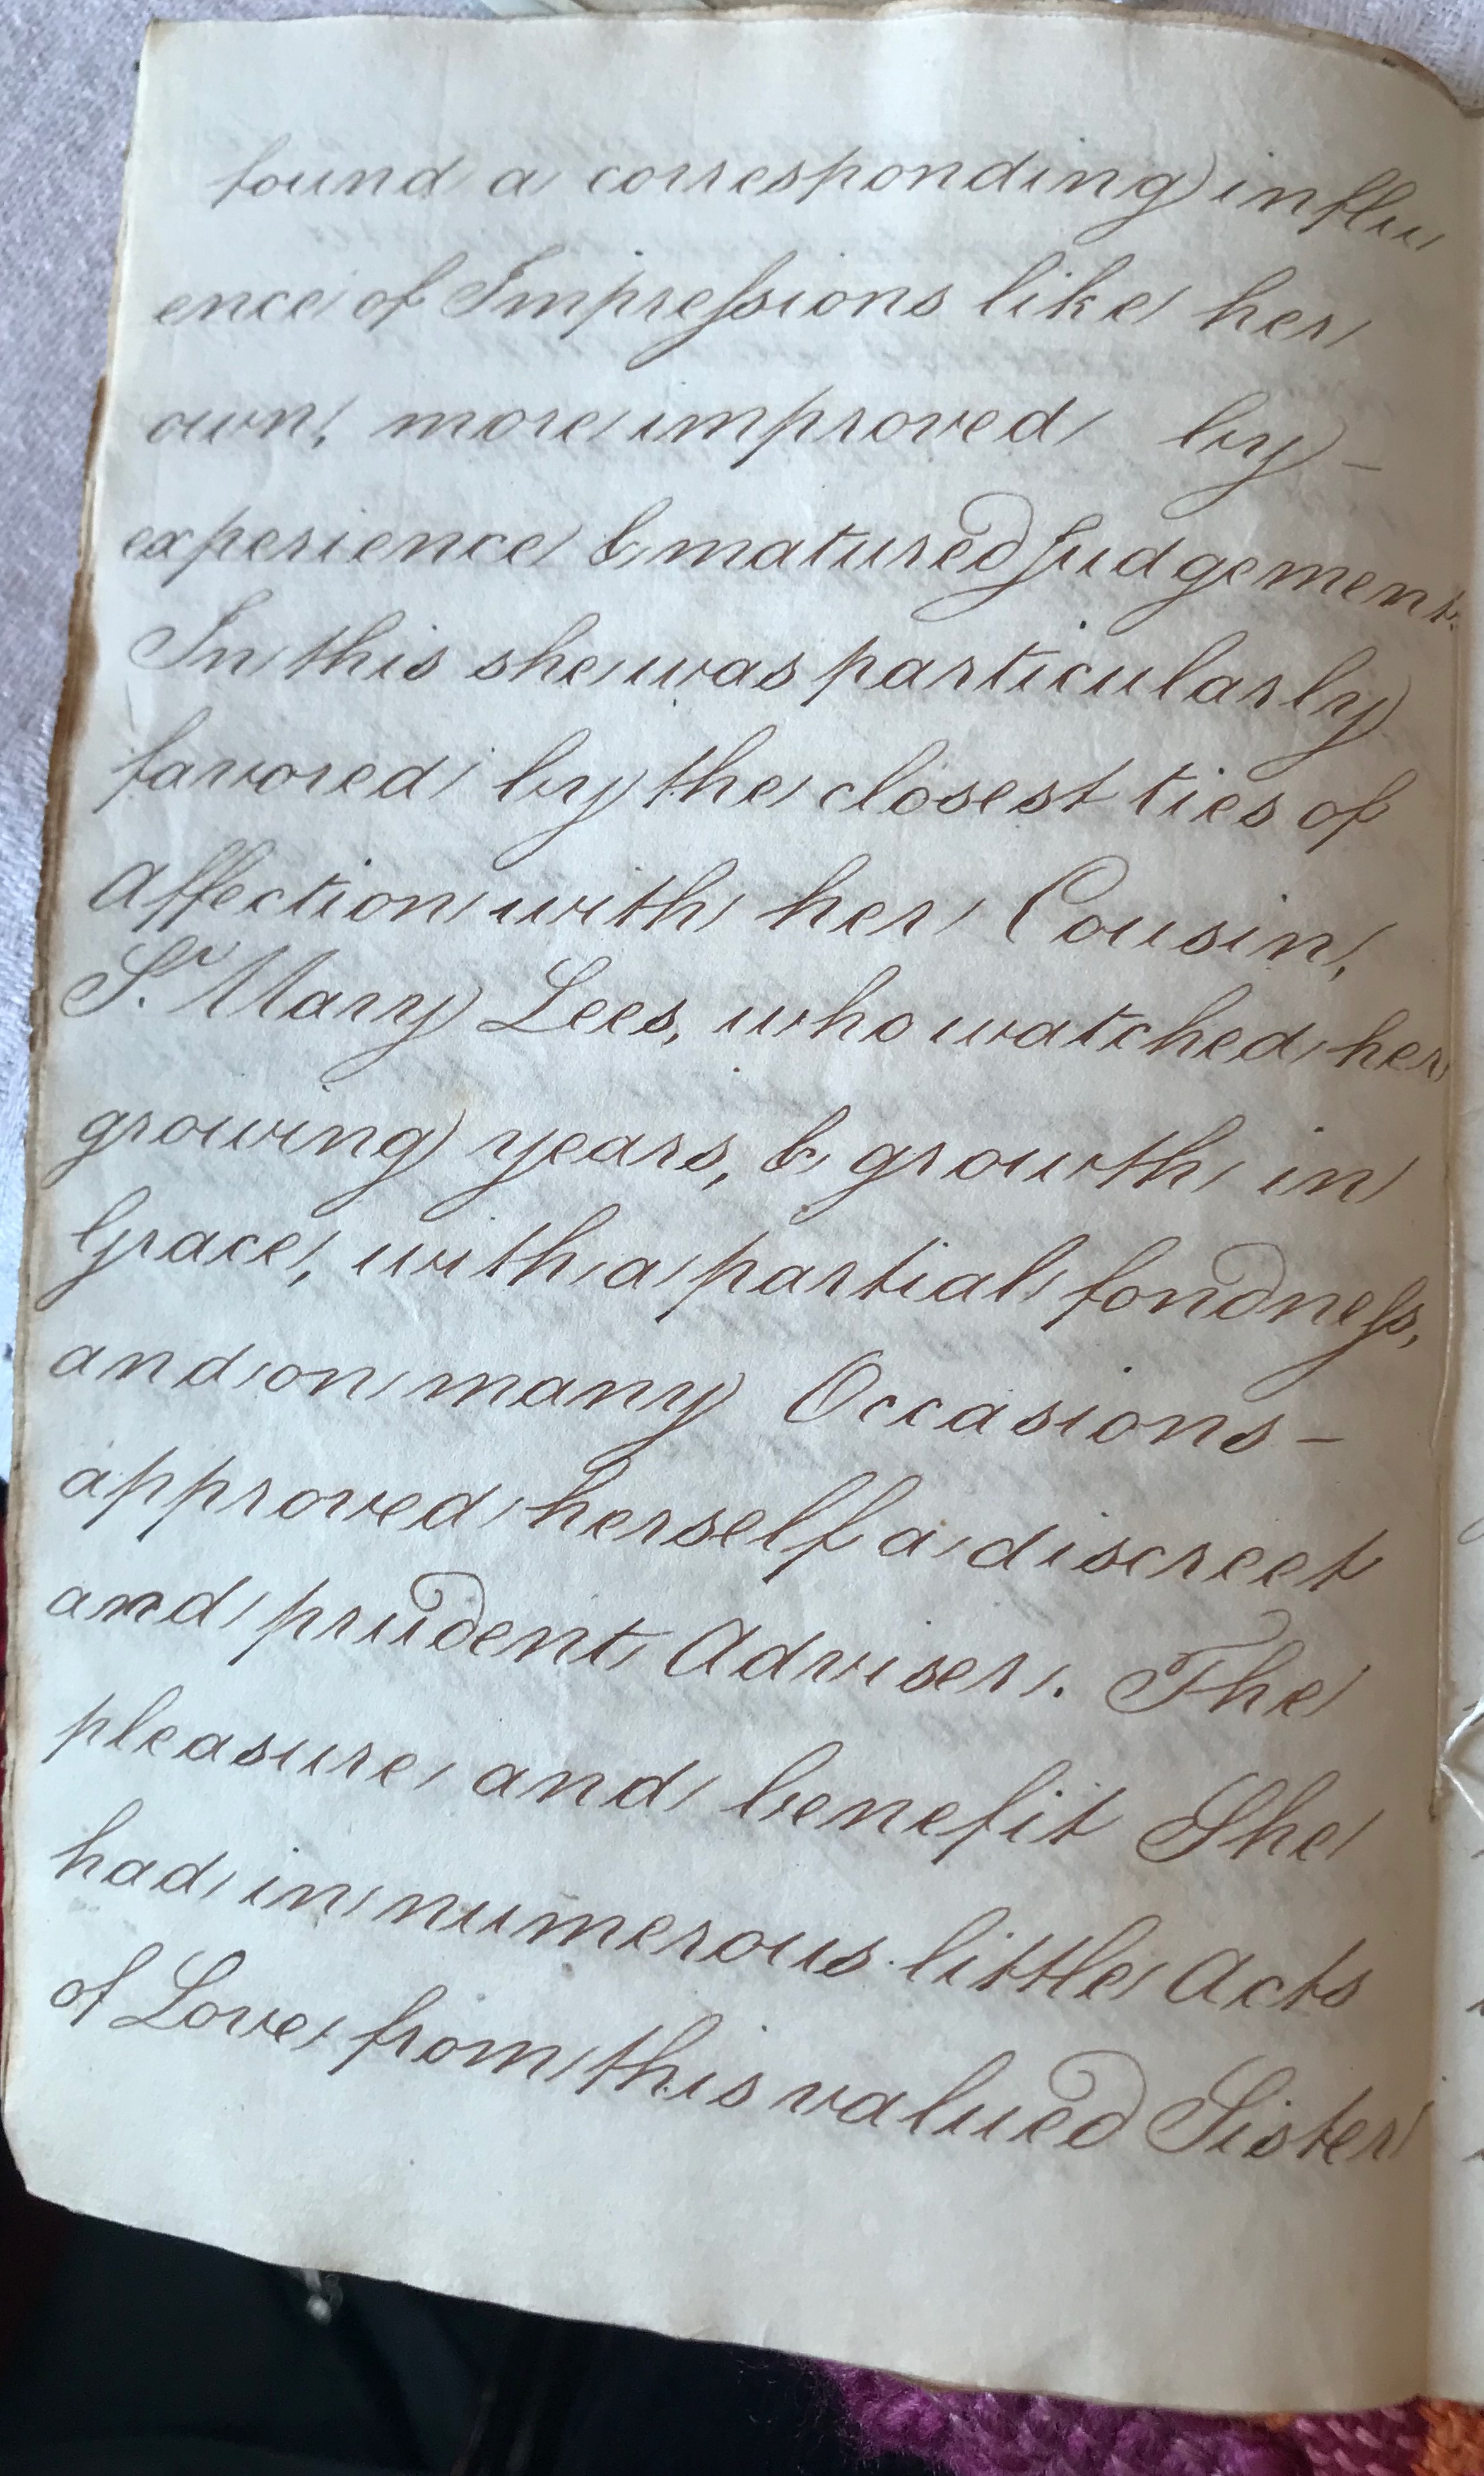 found a corresponding influ
ence of Impreſsions like her
own, more improved by –
experience & matured Judgement.
In this she was particularly
favored by the closest ties of
Affection with her Cousin,
Sr. Mary Lees, who watched her
growing years, & growth in
Grace, with a partial fondneſs,
and on many Occasions –
approved herself a discreet
and prudent Adviser. The
pleasure and benefit She
had in numerous little Acts
of Love from this valued Sister